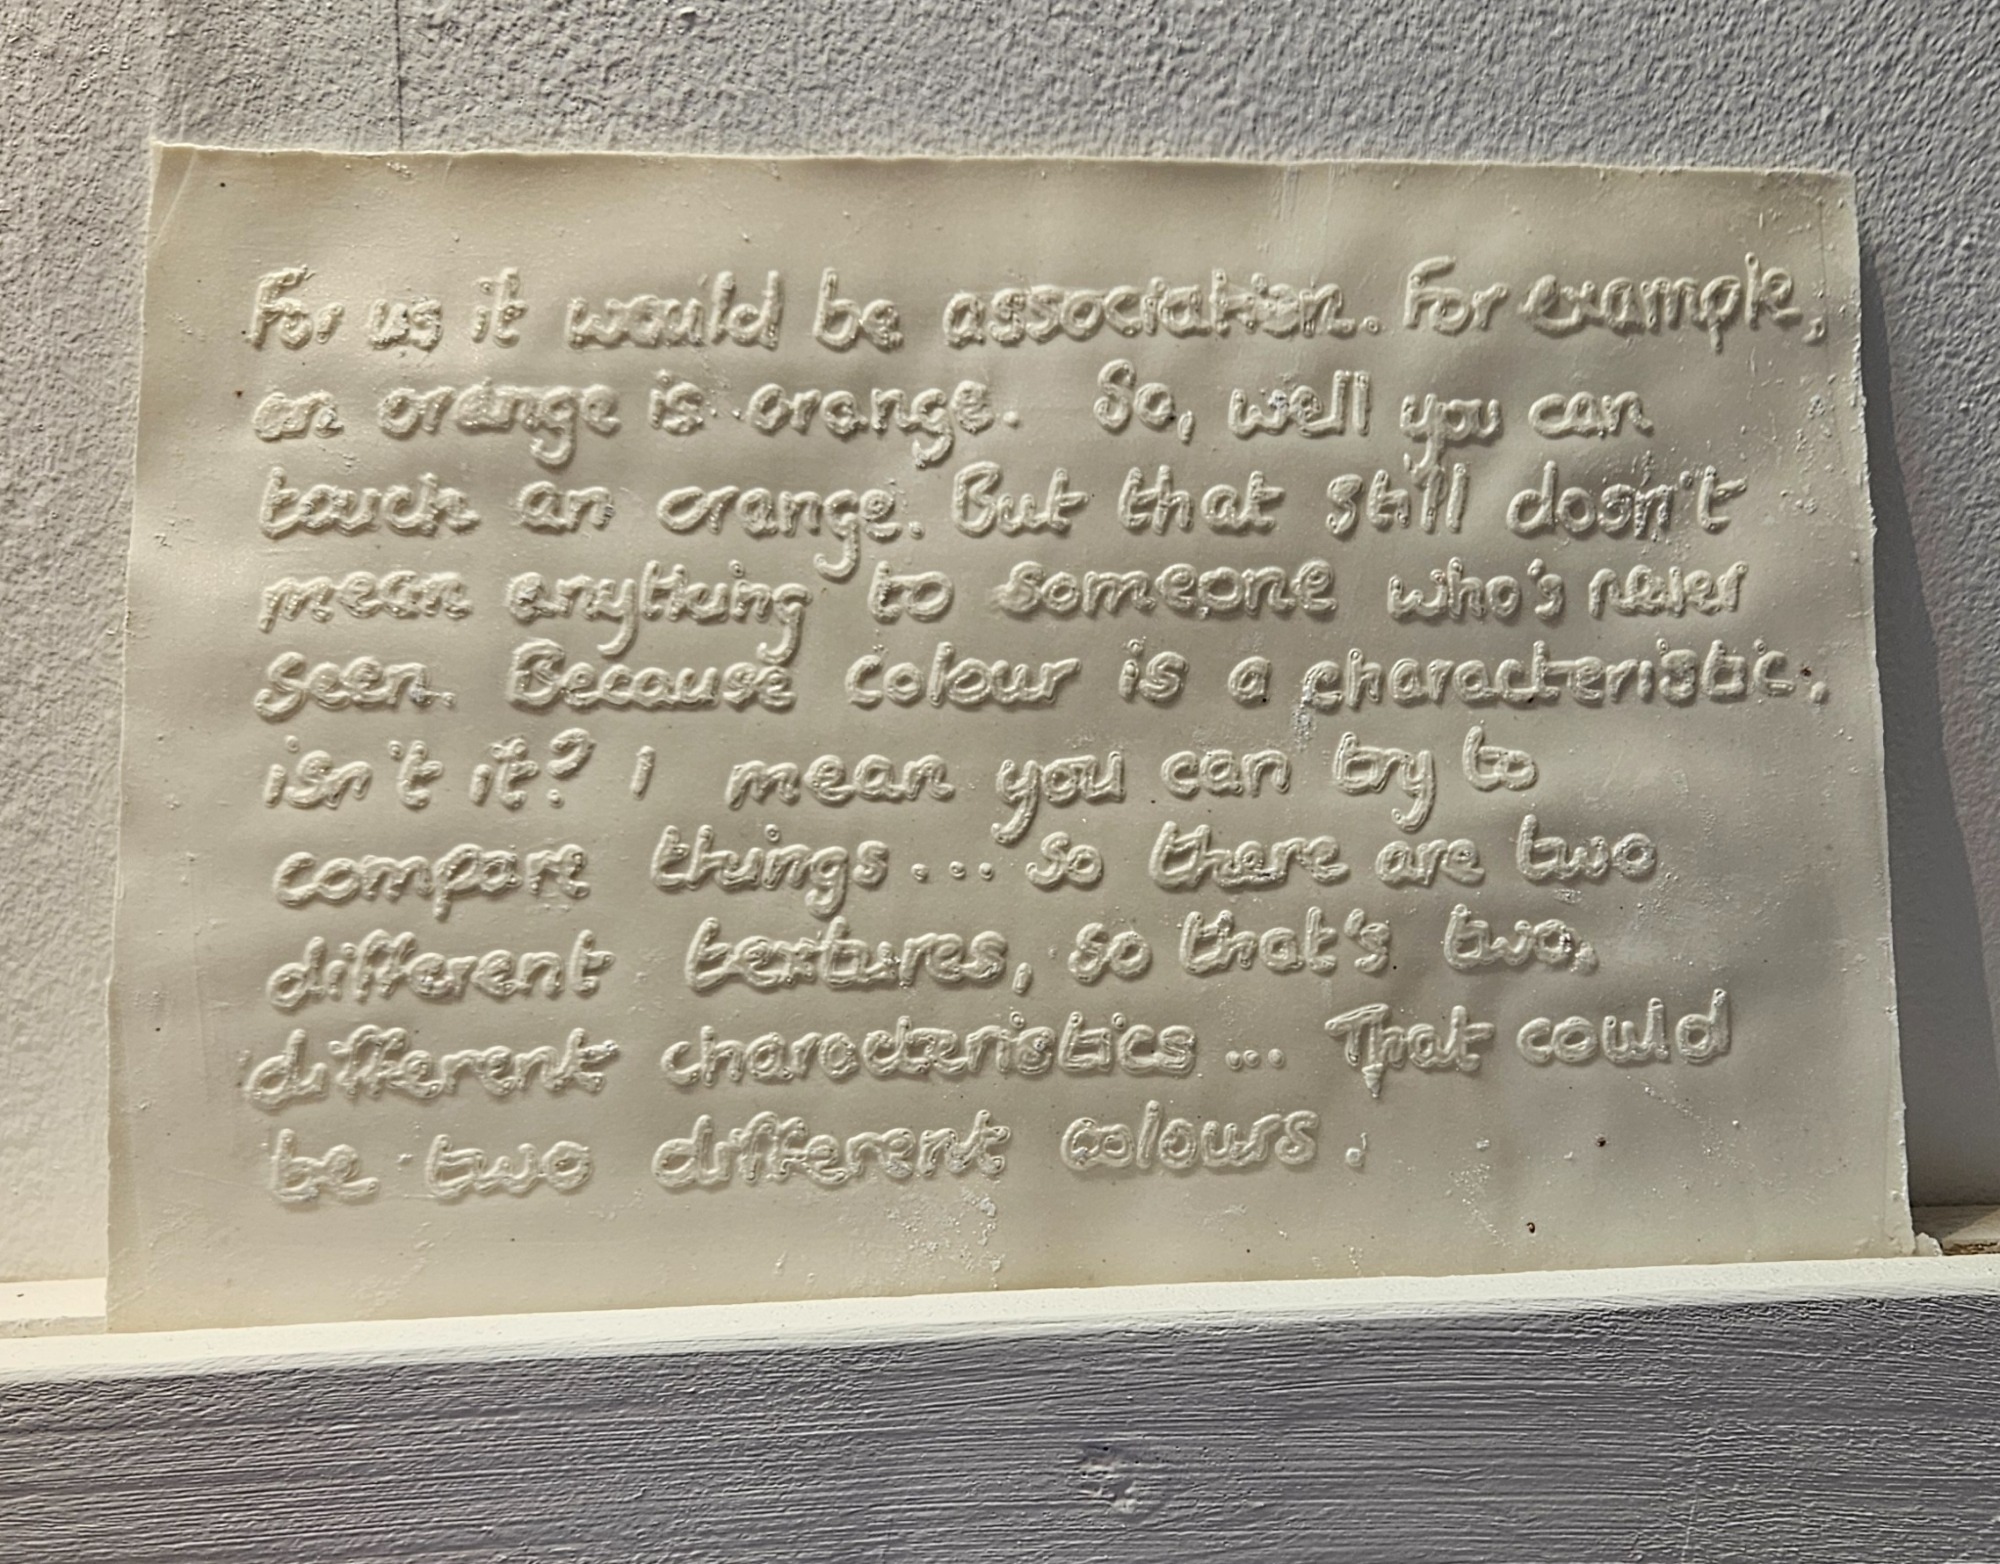 For us it would be association. For example,
an orange is orange. So, well you can
touch an orange. But that still dosn't
mean anything to someone who's never
seen. Because colour is a characteristic,
isn't it? I mean you can try to
compare things... so there are two
different textures, so that's two,
different characteristics... That could
be two different colours.